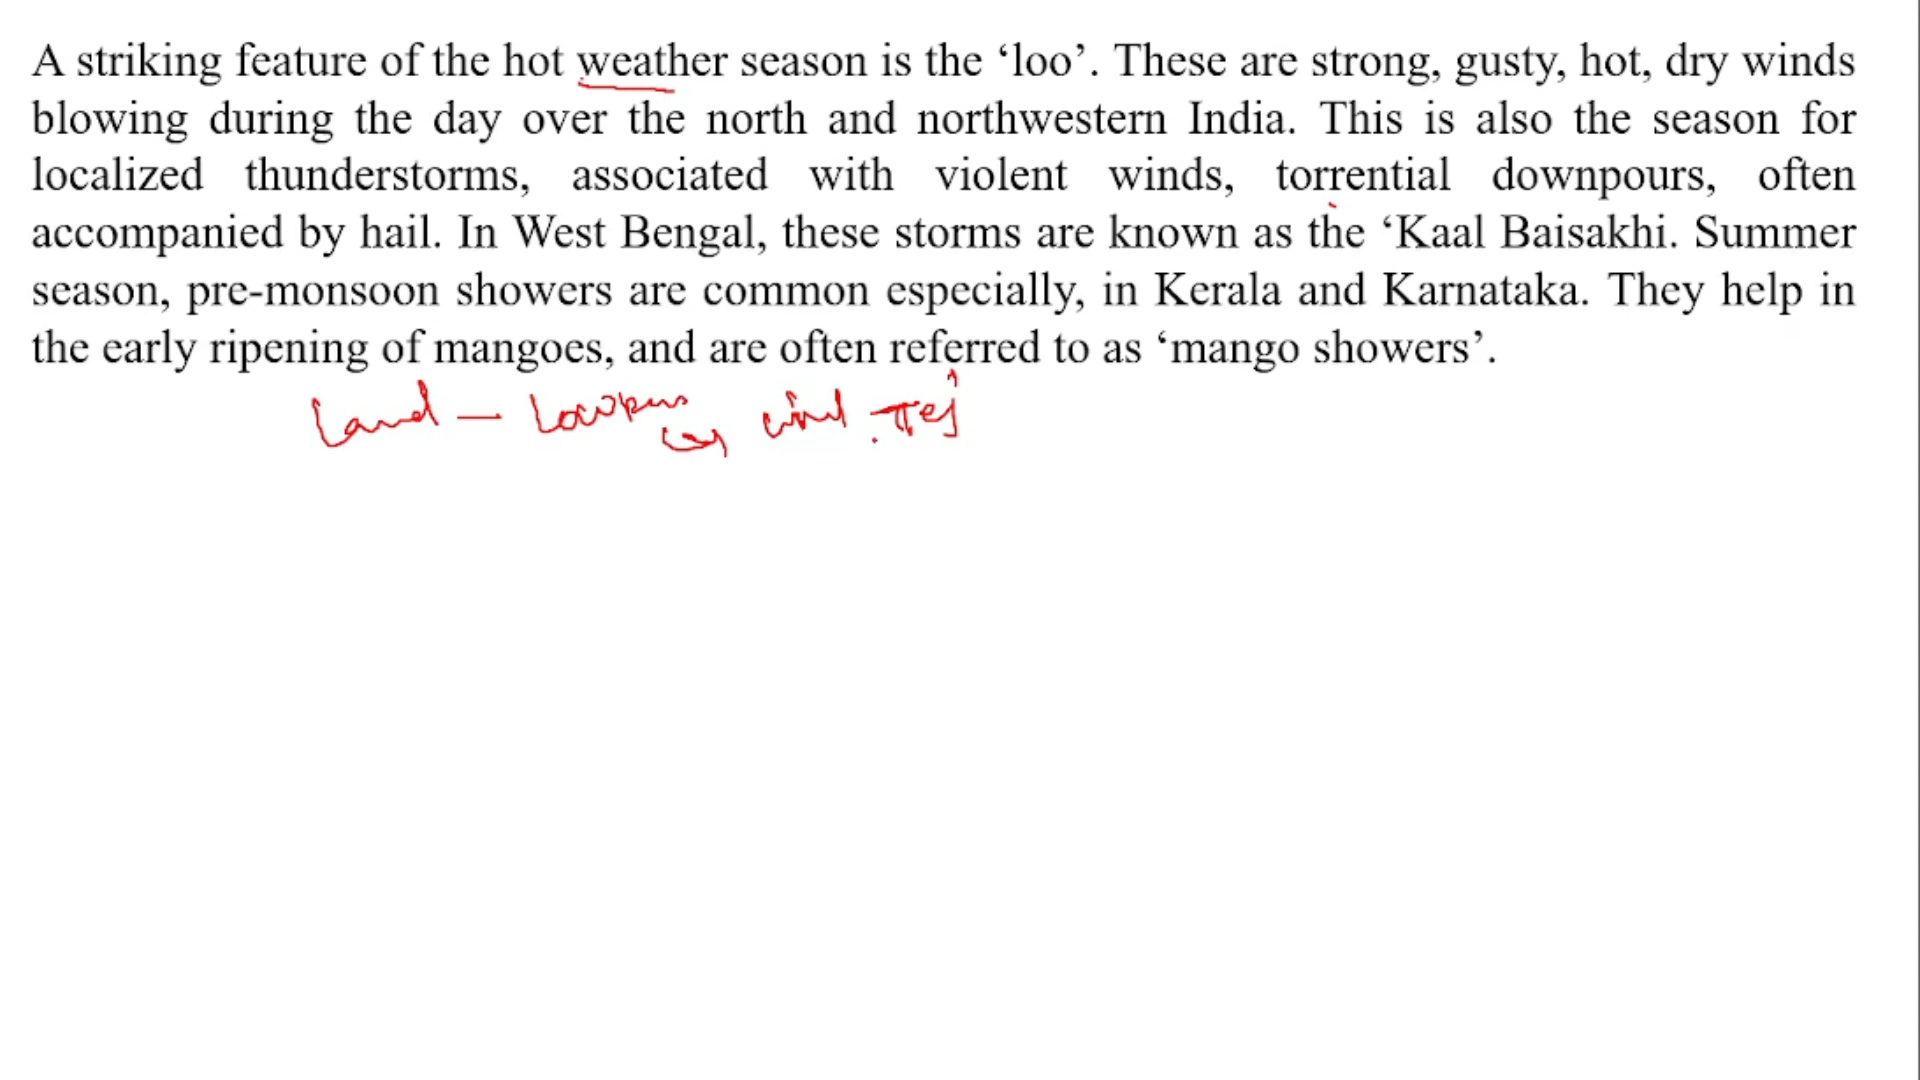 A striking feature of the hot weather season is the ‘loo’. These are strong, gusty, hot, dry winds
blowing during the day over the north and northwestern India. This is also the season for
localized thunderstorms, associated with violent winds, torrential downpours, often
accompanied by hail. In West Bengal, these storms are known as the ‘Kaal Baisakhi. Summer
season, pre-monsoon showers are common especially, in Kerala and Karnataka. They help in
the early ripening of mangoes, and are often referred to as ‘mango showers’.
Land — wind Tej